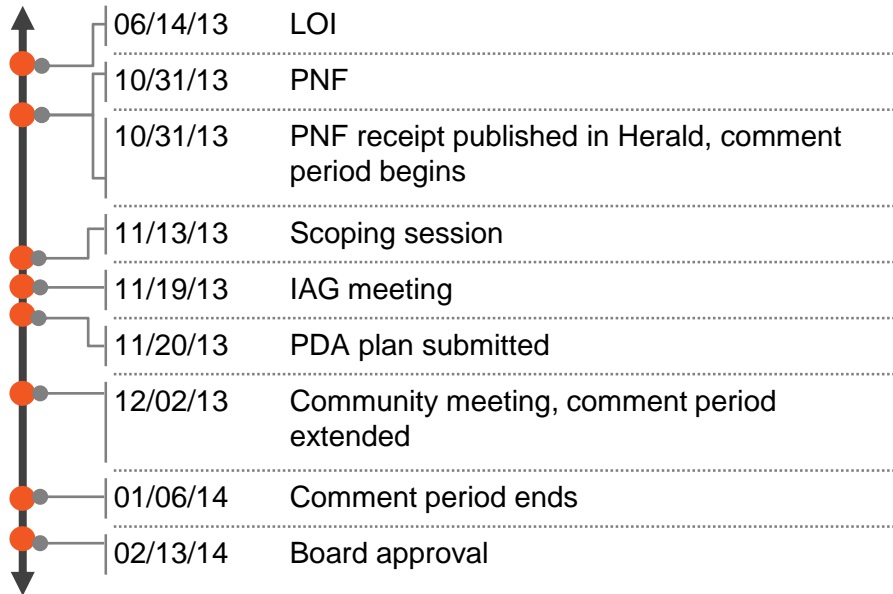 06/14/13 LOI
10/31/13 PNF
10/31/13 PNF receipt published in Herald, comment
period begins
11/13/13 Scoping session
11/19/13 IAG meeting
11/20/13 PDA plan submitted
12/02/13 Community meeting, comment period
extended
01/06/14 Comment period ends
02/13/14 Board approval